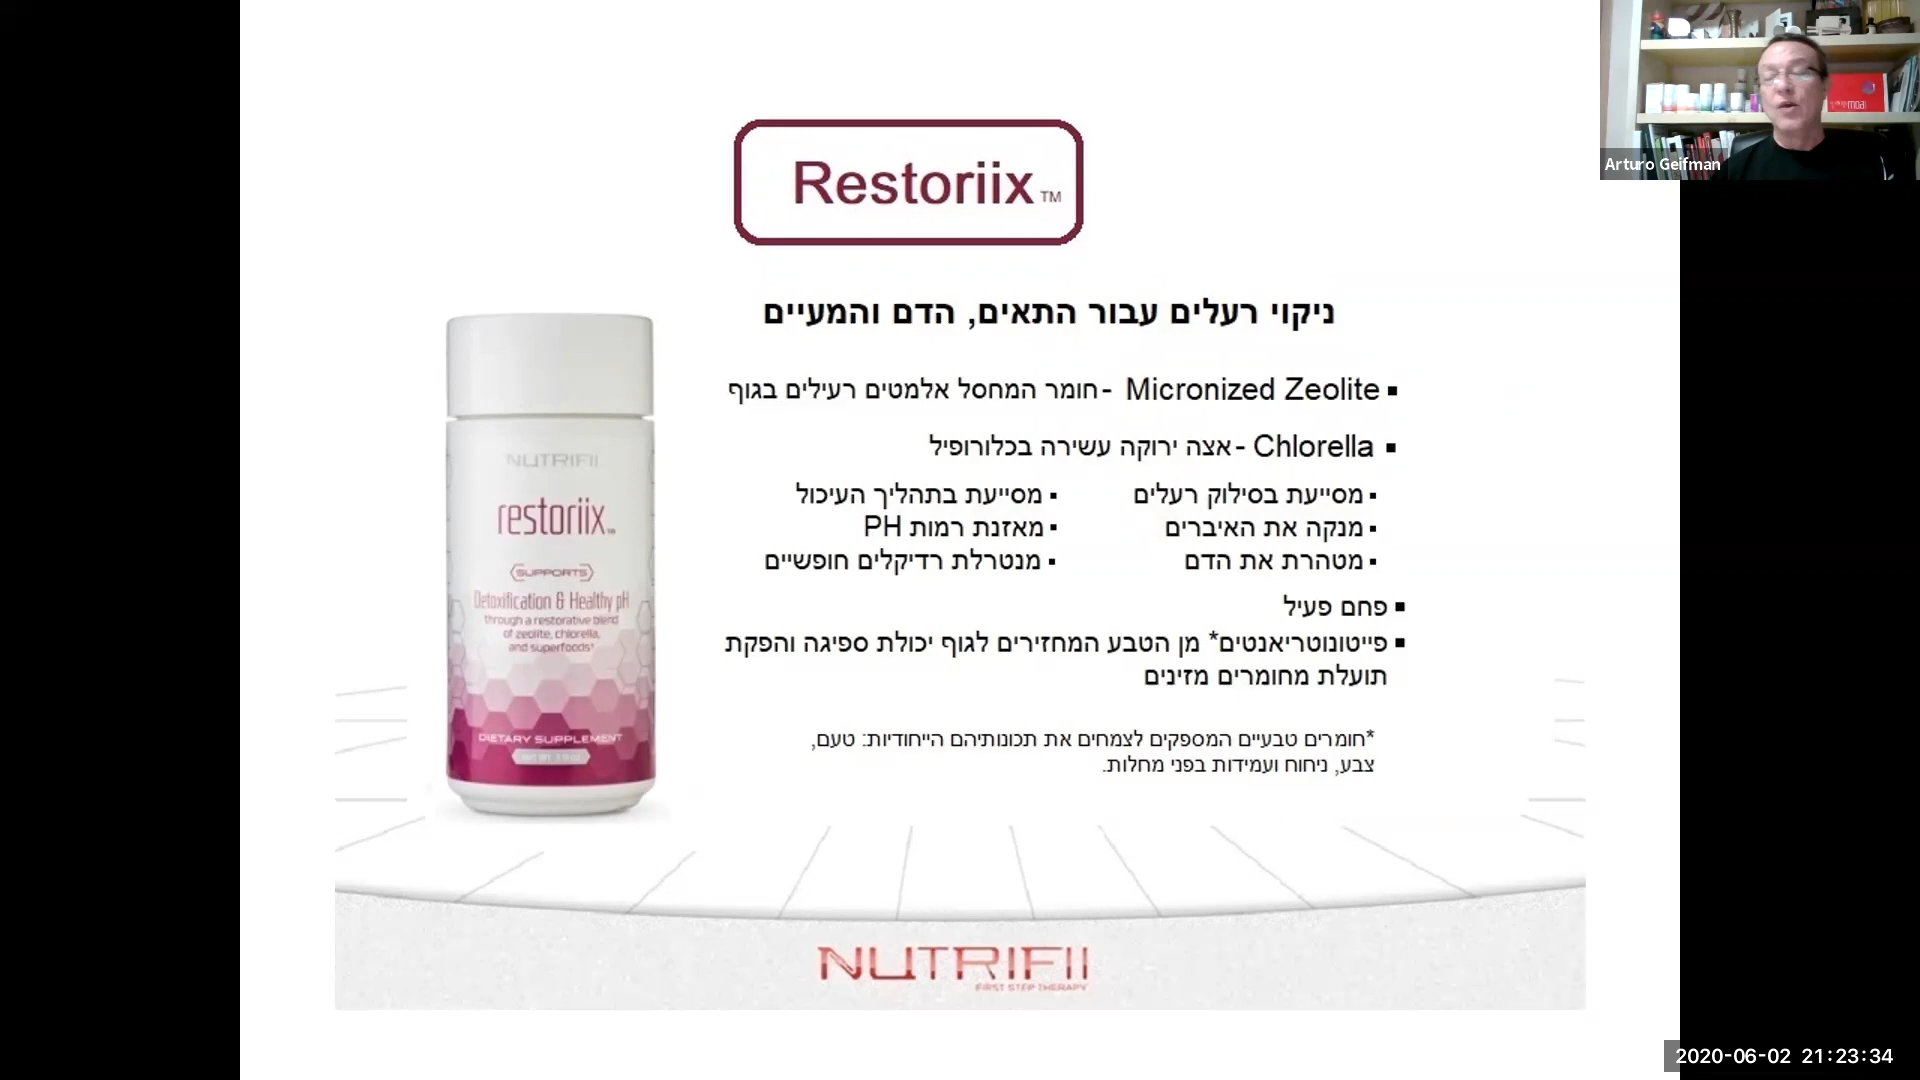 Restoriix™
ניקוי רעלים עבור התאים, הדם והמעיים
▪ Micronized Zeolite - חומר המחסל אלמטים רעילים בגוף
▪ Chlorella - אצה ירוקה עשירה בכלורופיל
▪ מסייעת בסילוק רעלים
▪ מנקה את האיברים
▪ מטהרת את הדם
▪ מסייעת בתהליך העיכול
▪ מאזנת רמות PH
▪ מנטרלת רדיקלים חופשיים
▪ פחם פעיל
▪ פייטונוטריאנטים* מן הטבע המחזירים לגוף יכולת ספיגה והפקת
תועלת מחומרים מזינים
*חומרים טבעיים המספקים לצמחים את תכונותיהם הייחודיות: טעם,
צבע, ניחוח ועמידות בפני מחלות.
NUTRIFII
restoriix™
SUPPORTS
Detoxification & Healthy pH
through a restorative blend
of zeolite, chlorella,
and superfoods*
DIETARY SUPPLEMENT
NUTRIFII
FIRST STEP THERAPY
moa
Arturo Geifman
2020-06-02 21:23:34